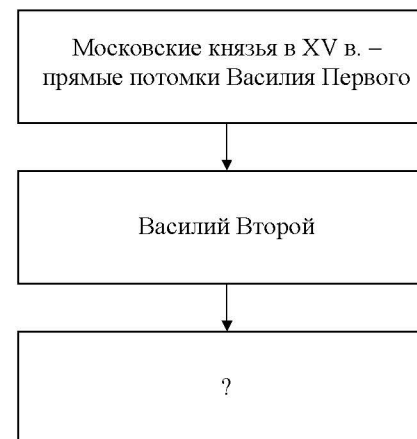 Московские князья в XV в. –
прямые потомки Василия Первого
Василий Второй
?